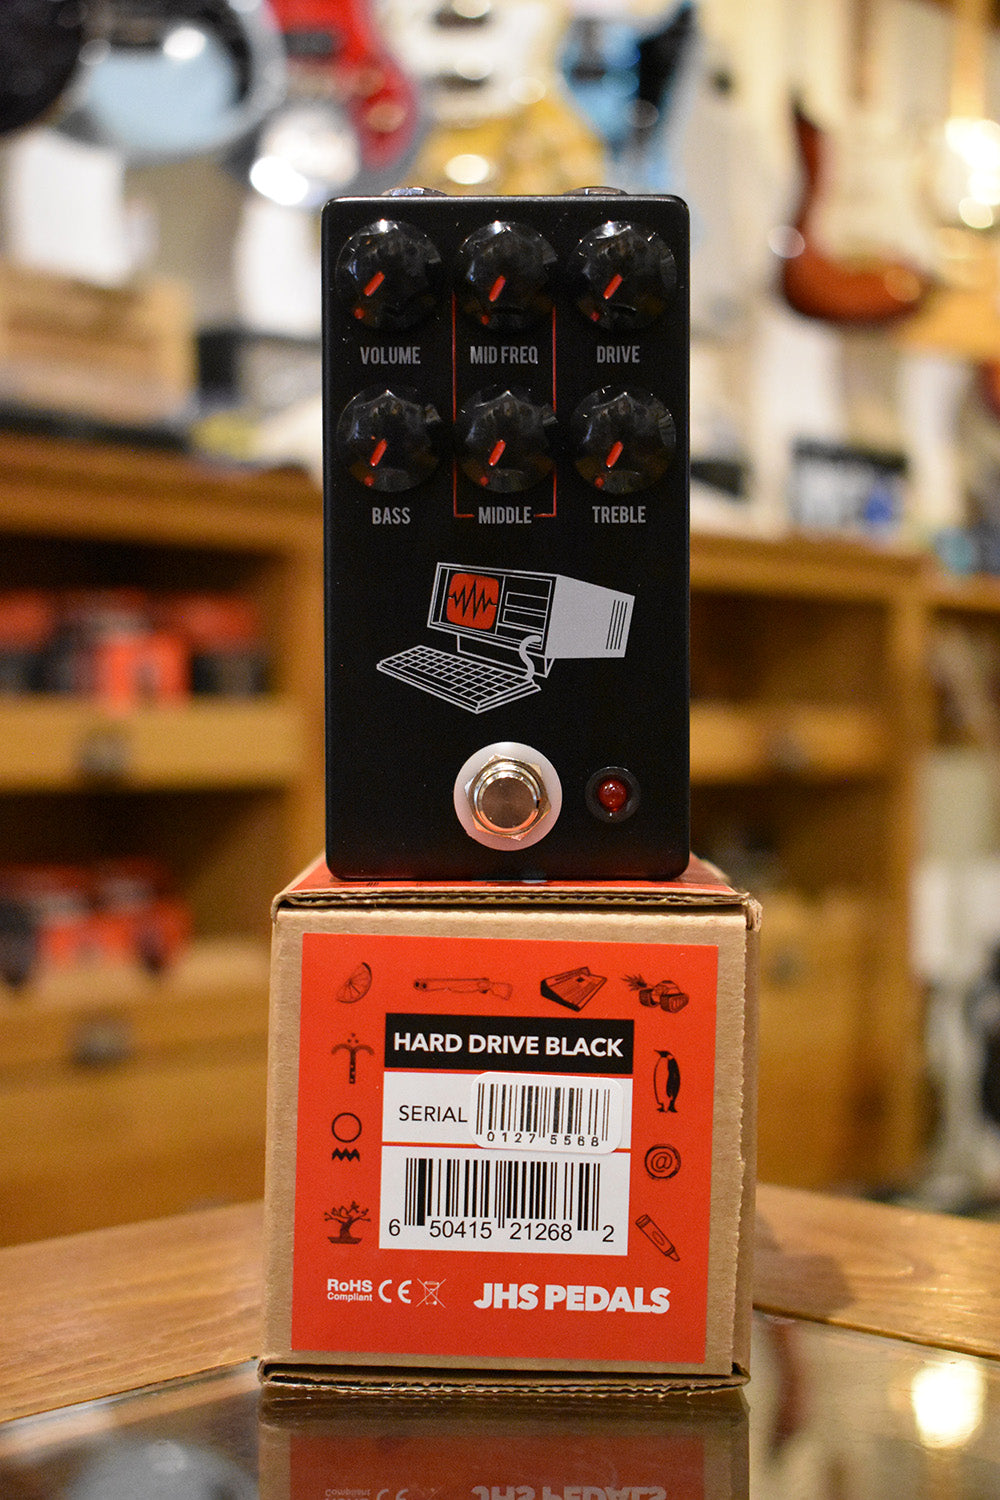 VOLUME MID FREQ DRIVE
BASS MIDDLE TREBLE
HARD DRIVE BLACK
SERIAL
0127 5568
6 50415 21268 2
RoHS
Compliant
CE
JHS PEDALS